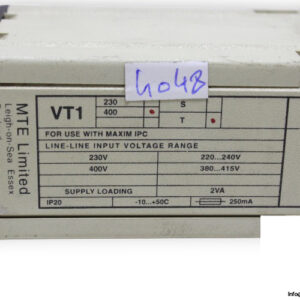 4048
MTE Limited
Leigh-on-Sea Essex
VT1
230
400
S
T
FOR USE WITH MAXIM IPC
LINE-LINE INPUT VOLTAGE RANGE
230V 220...240V
400V 380...415V
SUPPLY LOADING 2VA
IP20 -10...+50C 250mA